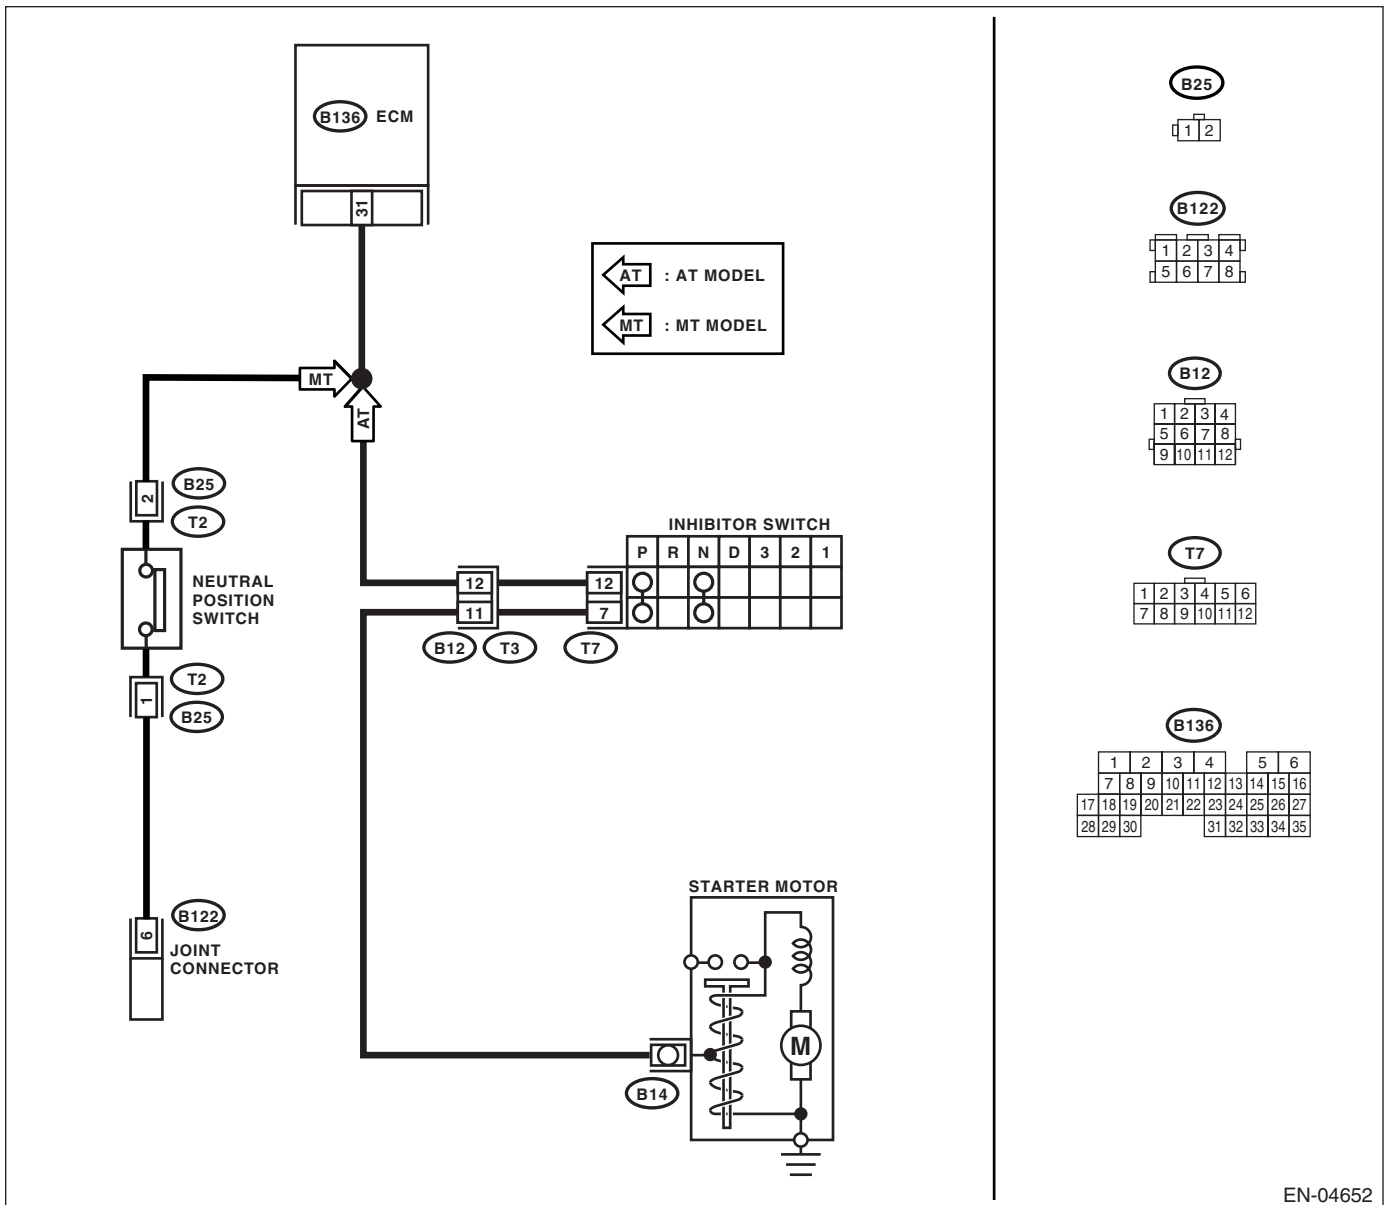 B136 ECM
31
AT : AT MODEL
MT : MT MODEL
MT
AT
2
B25
T2
NEUTRAL
POSITION
SWITCH
1
T2
B25
INHIBITOR SWITCH
P R N D 3 2 1
12 12
11 7
B12 T3 T7
B122
6
JOINT
CONNECTOR
STARTER MOTOR
M
B14
B25
1 2
B122
1 2 3 4
5 6 7 8
B12
1 2 3 4
5 6 7 8
9 10 11 12
T7
1 2 3 4 5 6
7 8 9 10 11 12
B136
1 2 3 4 5 6
7 8 9 10 11 12 13 14 15 16
17 18 19 20 21 22 23 24 25 26 27
28 29 30 31 32 33 34 35
EN-04652